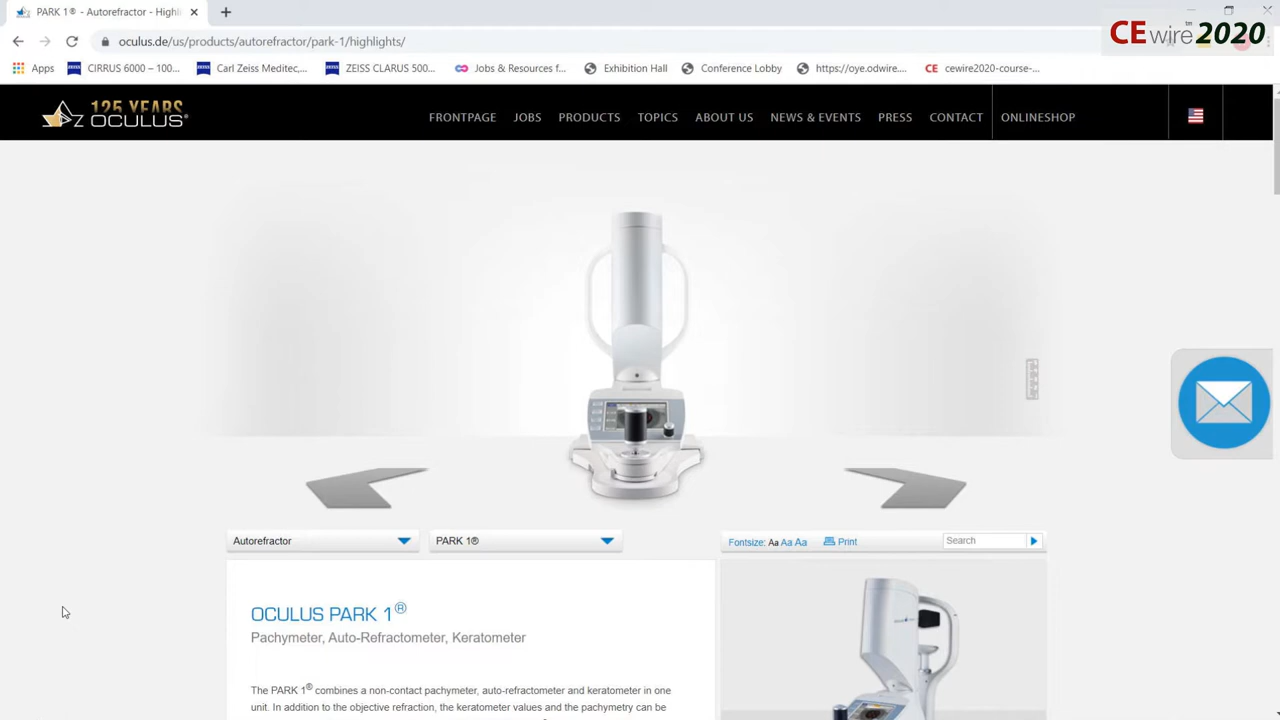 PARK 1® - Autorefractor - Highli
CEwire™2020
oculus.de/us/products/autorefractor/park-1/highlights/
Apps
CIRRUS 6000 – 100...
Carl Zeiss Meditec,...
ZEISS CLARUS 500...
Jobs & Resources f...
Exhibition Hall
Conference Lobby
https://oye.odwire....
CE cewire2020-course-...
125 YEARS
OCULUS®
FRONTPAGE
JOBS
PRODUCTS
TOPICS
ABOUT US
NEWS & EVENTS
PRESS
CONTACT
ONLINESHOP
Autorefractor
PARK 1®
Fontsize: Aa Aa Aa
Print
Search
OCULUS PARK 1®
Pachymeter, Auto-Refractometer, Keratometer
The PARK 1® combines a non-contact pachymeter, auto-refractometer and keratometer in one
unit. In addition to the objective refraction, the keratometer values and the pachymetry can be